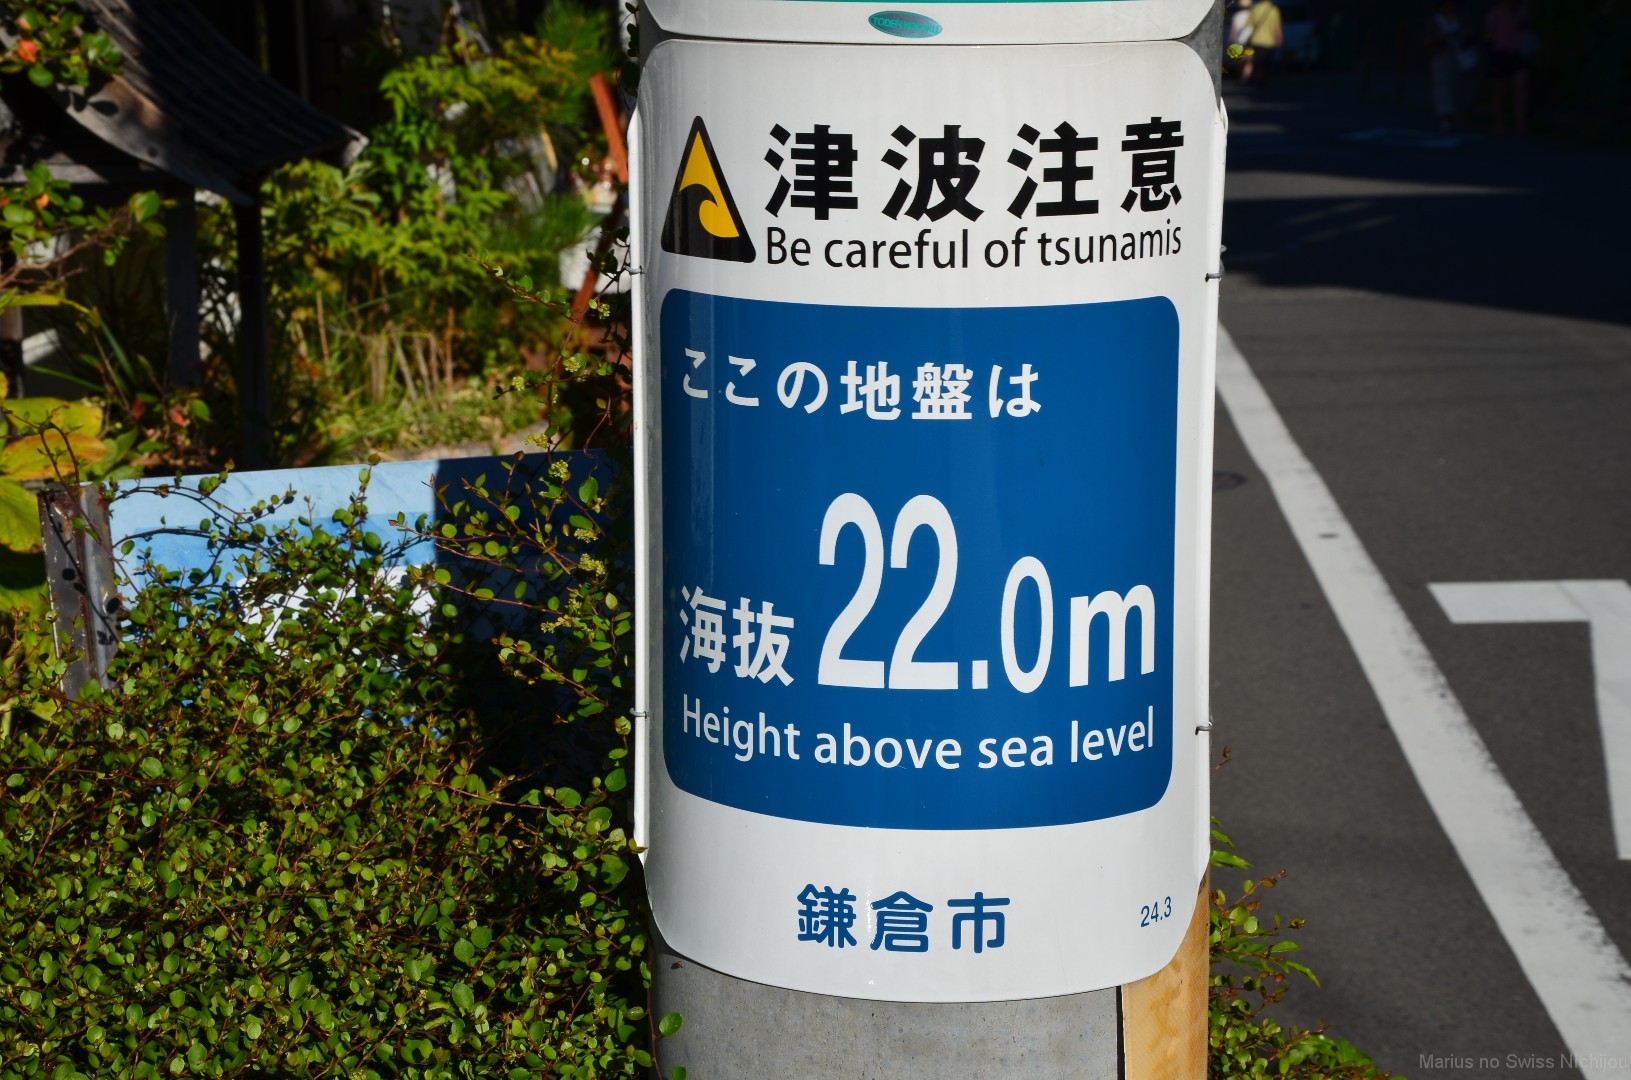 津波注意
Be careful of tsunamis
ここの地盤は
海抜 22.0m
Height above sea level
鎌倉市
24.3
Marius no Swiss Nichijou